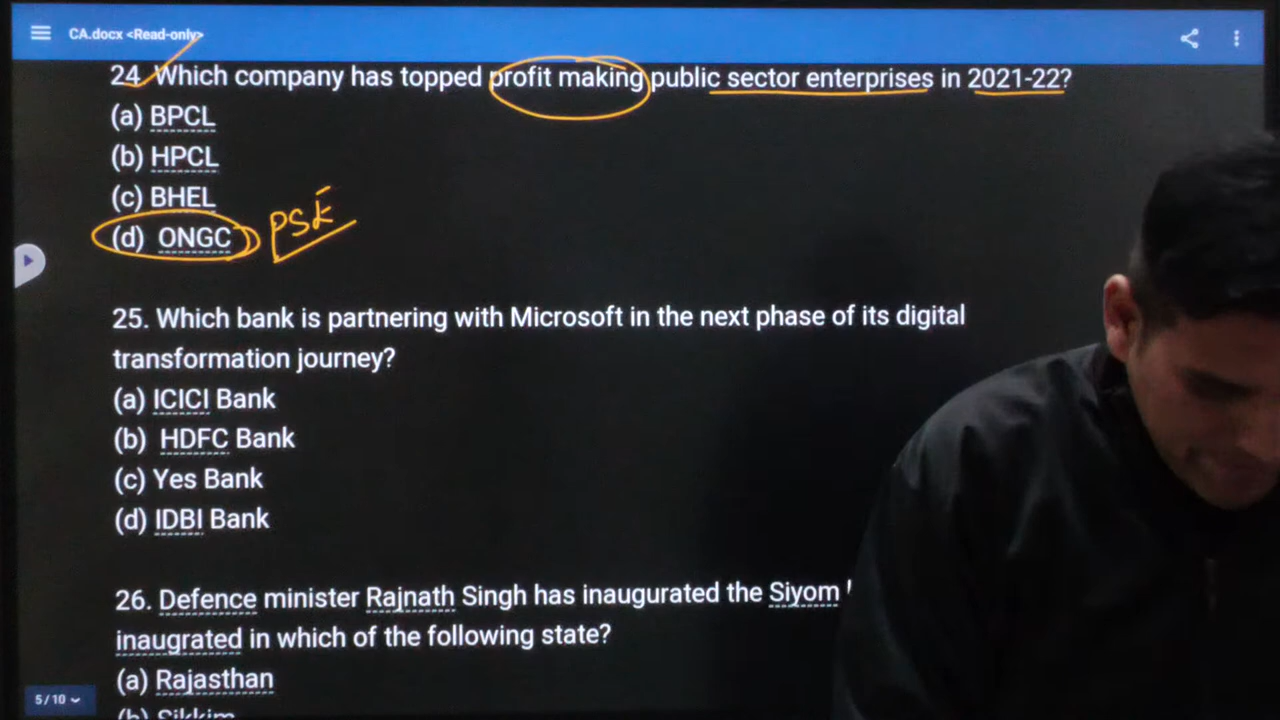 CA.docx <Read-only>
24. Which company has topped profit making public sector enterprises in 2021-22?
(a) BPCL
(b) HPCL
(c) BHEL
(d) ONGC PSE
25. Which bank is partnering with Microsoft in the next phase of its digital
transformation journey?
(a) ICICI Bank
(b) HDFC Bank
(c) Yes Bank
(d) IDBI Bank
26. Defence minister Rajnath Singh has inaugurated the Siyom
inaugrated in which of the following state?
(a) Rajasthan
(b) Sikkim
5/10